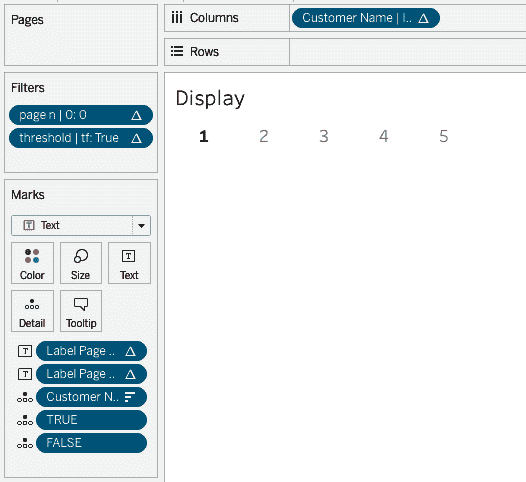 Pages
Columns
Customer Name | I..
Rows
Filters
page n | 0: 0
threshold | tf: True
Marks
Text
Color
Size
Text
Detail
Tooltip
Label Page ..
Label Page ..
Customer N..
TRUE
FALSE
Display
1 2 3 4 5